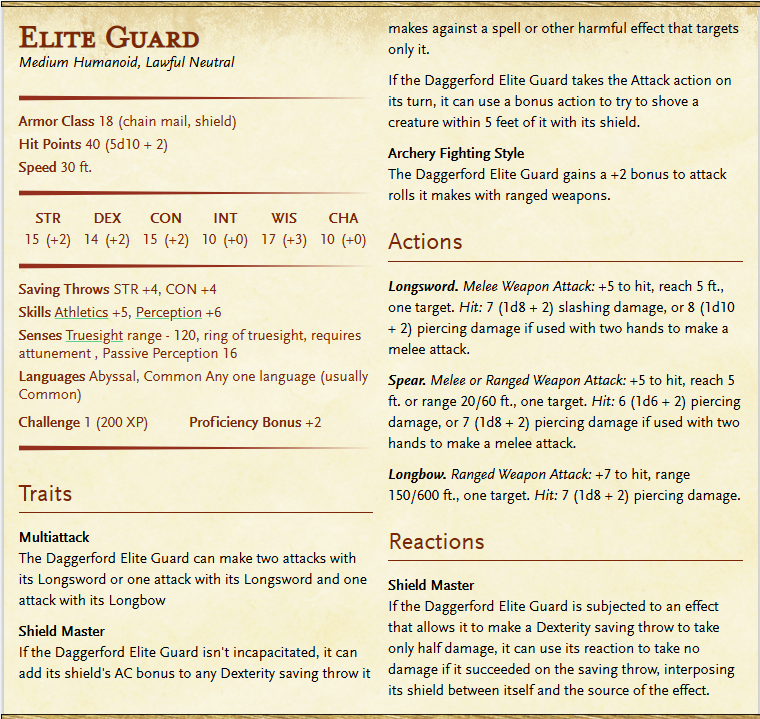 Elite Guard
Medium Humanoid, Lawful Neutral
Armor Class 18 (chain mail, shield)
Hit Points 40 (5d10 + 2)
Speed 30 ft.
STR DEX CON INT WIS CHA
15 (+2) 14 (+2) 15 (+2) 10 (+0) 17 (+3) 10 (+0)
Saving Throws STR +4, CON +4
Skills Athletics +5, Perception +6
Senses Truesight range - 120, ring of truesight, requires
attunement , Passive Perception 16
Languages Abyssal, Common Any one language (usually
Common)
Challenge 1 (200 XP) Proficiency Bonus +2
Traits
Multiattack
The Daggerford Elite Guard can make two attacks with
its Longsword or one attack with its Longsword and one
attack with its Longbow
Shield Master
If the Daggerford Elite Guard isn't incapacitated, it can
add its shield's AC bonus to any Dexterity saving throw it
makes against a spell or other harmful effect that targets
only it.
If the Daggerford Elite Guard takes the Attack action on
its turn, it can use a bonus action to try to shove a
creature within 5 feet of it with its shield.
Archery Fighting Style
The Daggerford Elite Guard gains a +2 bonus to attack
rolls it makes with ranged weapons.
Actions
Longsword. Melee Weapon Attack: +5 to hit, reach 5 ft.,
one target. Hit: 7 (1d8 + 2) slashing damage, or 8 (1d10
+ 2) piercing damage if used with two hands to make a
melee attack.
Spear. Melee or Ranged Weapon Attack: +5 to hit, reach 5
ft. or range 20/60 ft., one target. Hit: 6 (1d6 + 2) piercing
damage, or 7 (1d8 + 2) piercing damage if used with two
hands to make a melee attack.
Longbow. Ranged Weapon Attack: +7 to hit, range
150/600 ft., one target. Hit: 7 (1d8 + 2) piercing damage.
Reactions
Shield Master
If the Daggerford Elite Guard is subjected to an effect
that allows it to make a Dexterity saving throw to take
only half damage, it can use its reaction to take no
damage if it succeeded on the saving throw, interposing
its shield between itself and the source of the effect.